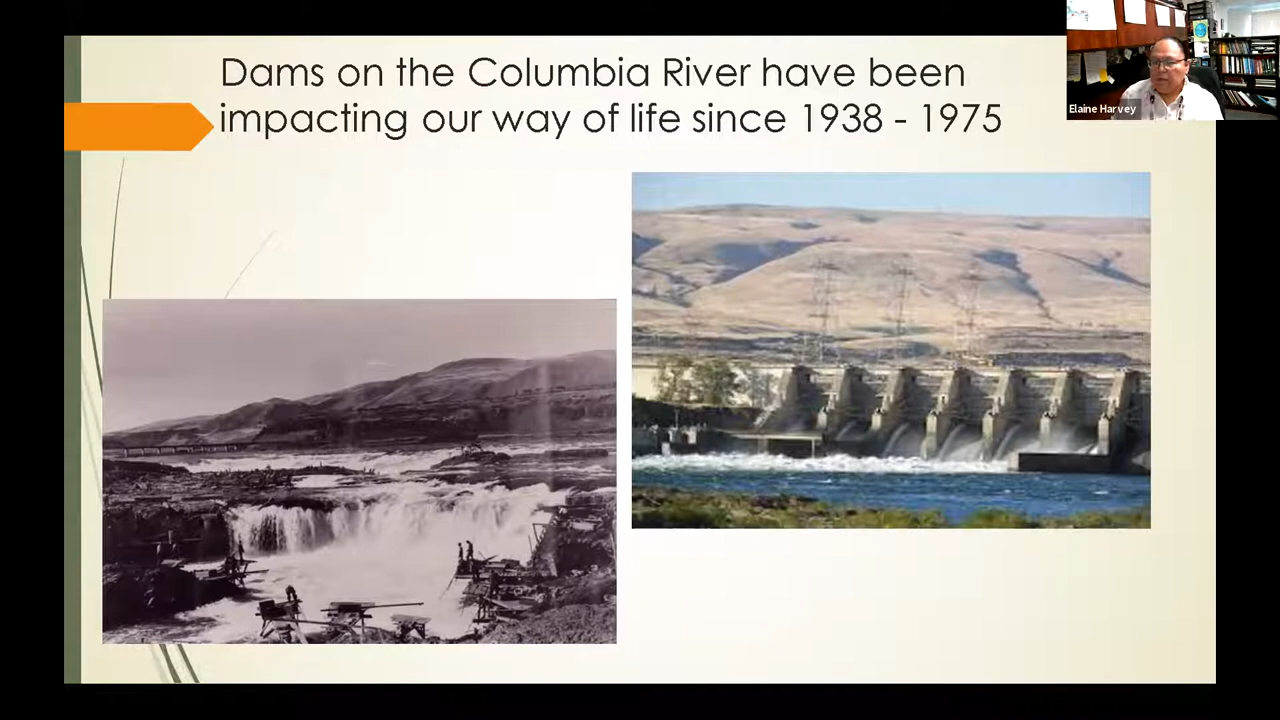 Dams on the Columbia River have been
impacting our way of life since 1938 - 1975
Elaine Harvey